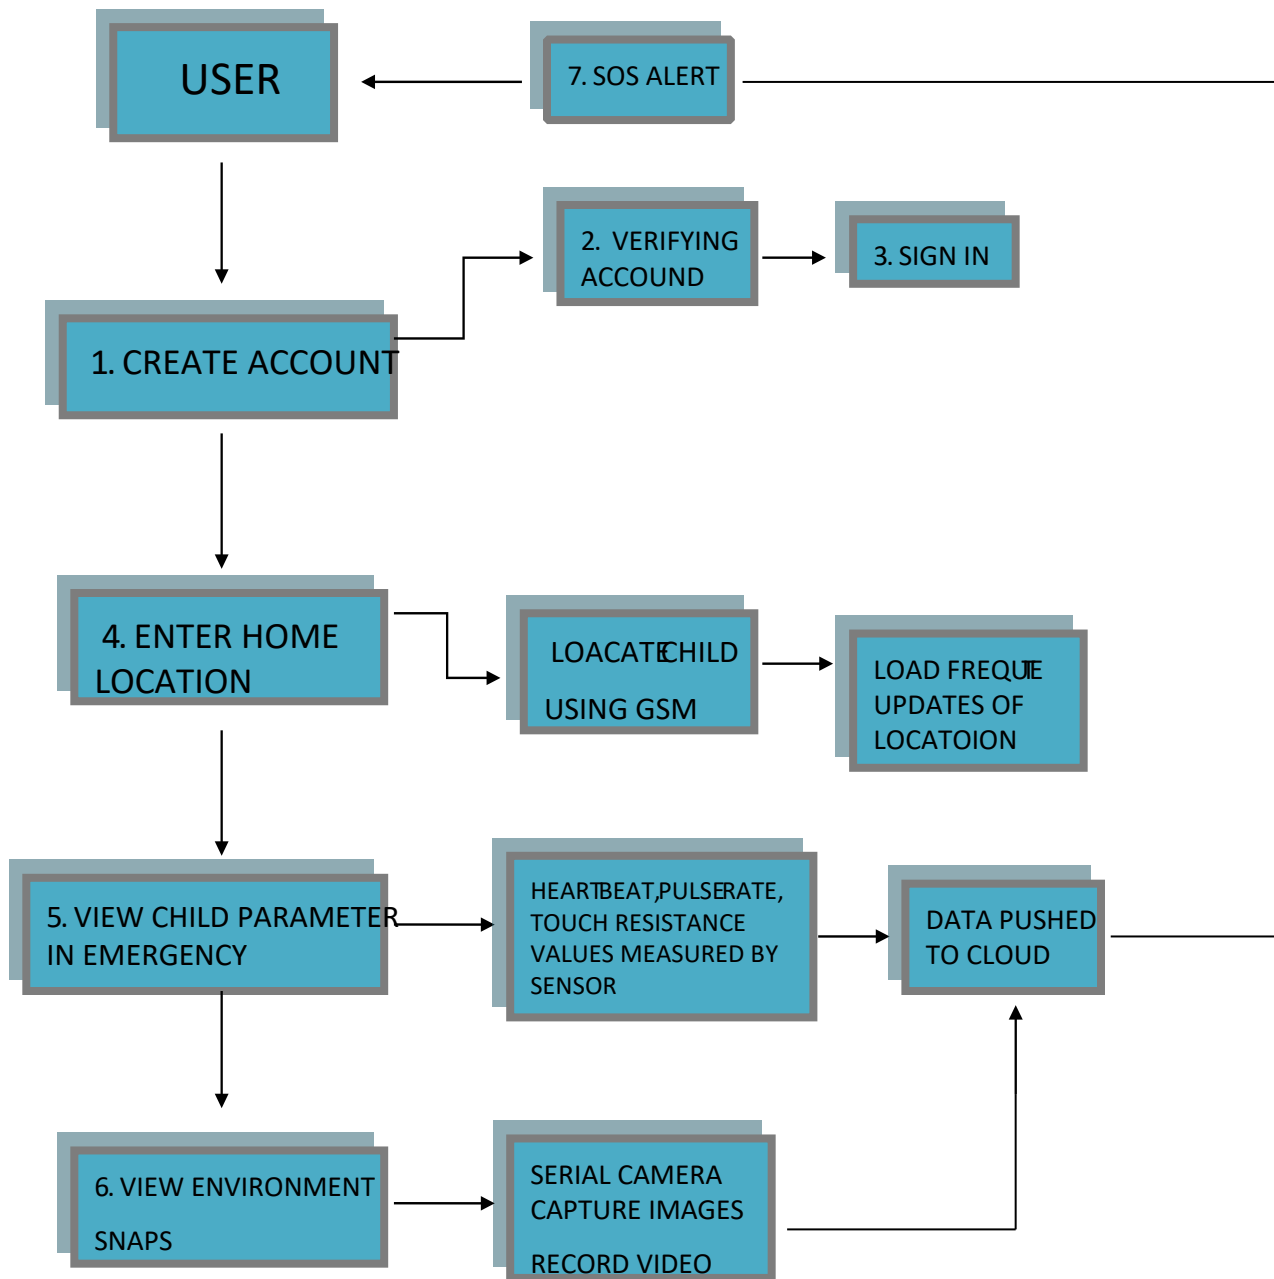 USER
7. SOS ALERT
2. VERIFYING
ACCOUND
3. SIGN IN
1. CREATE ACCOUNT
4. ENTER HOME
LOCATION
LOACATE CHILD
USING GSM
LOAD FREQUTE
UPDATES OF
LOCATOION
5. VIEW CHILD PARAMETER
IN EMERGENCY
HEARTBEAT,PULSERATE,
TOUCH RESISTANCE
VALUES MEASURED BY
SENSOR
DATA PUSHED
TO CLOUD
6. VIEW ENVIRONMENT
SNAPS
SERIAL CAMERA
CAPTURE IMAGES
RECORD VIDEO